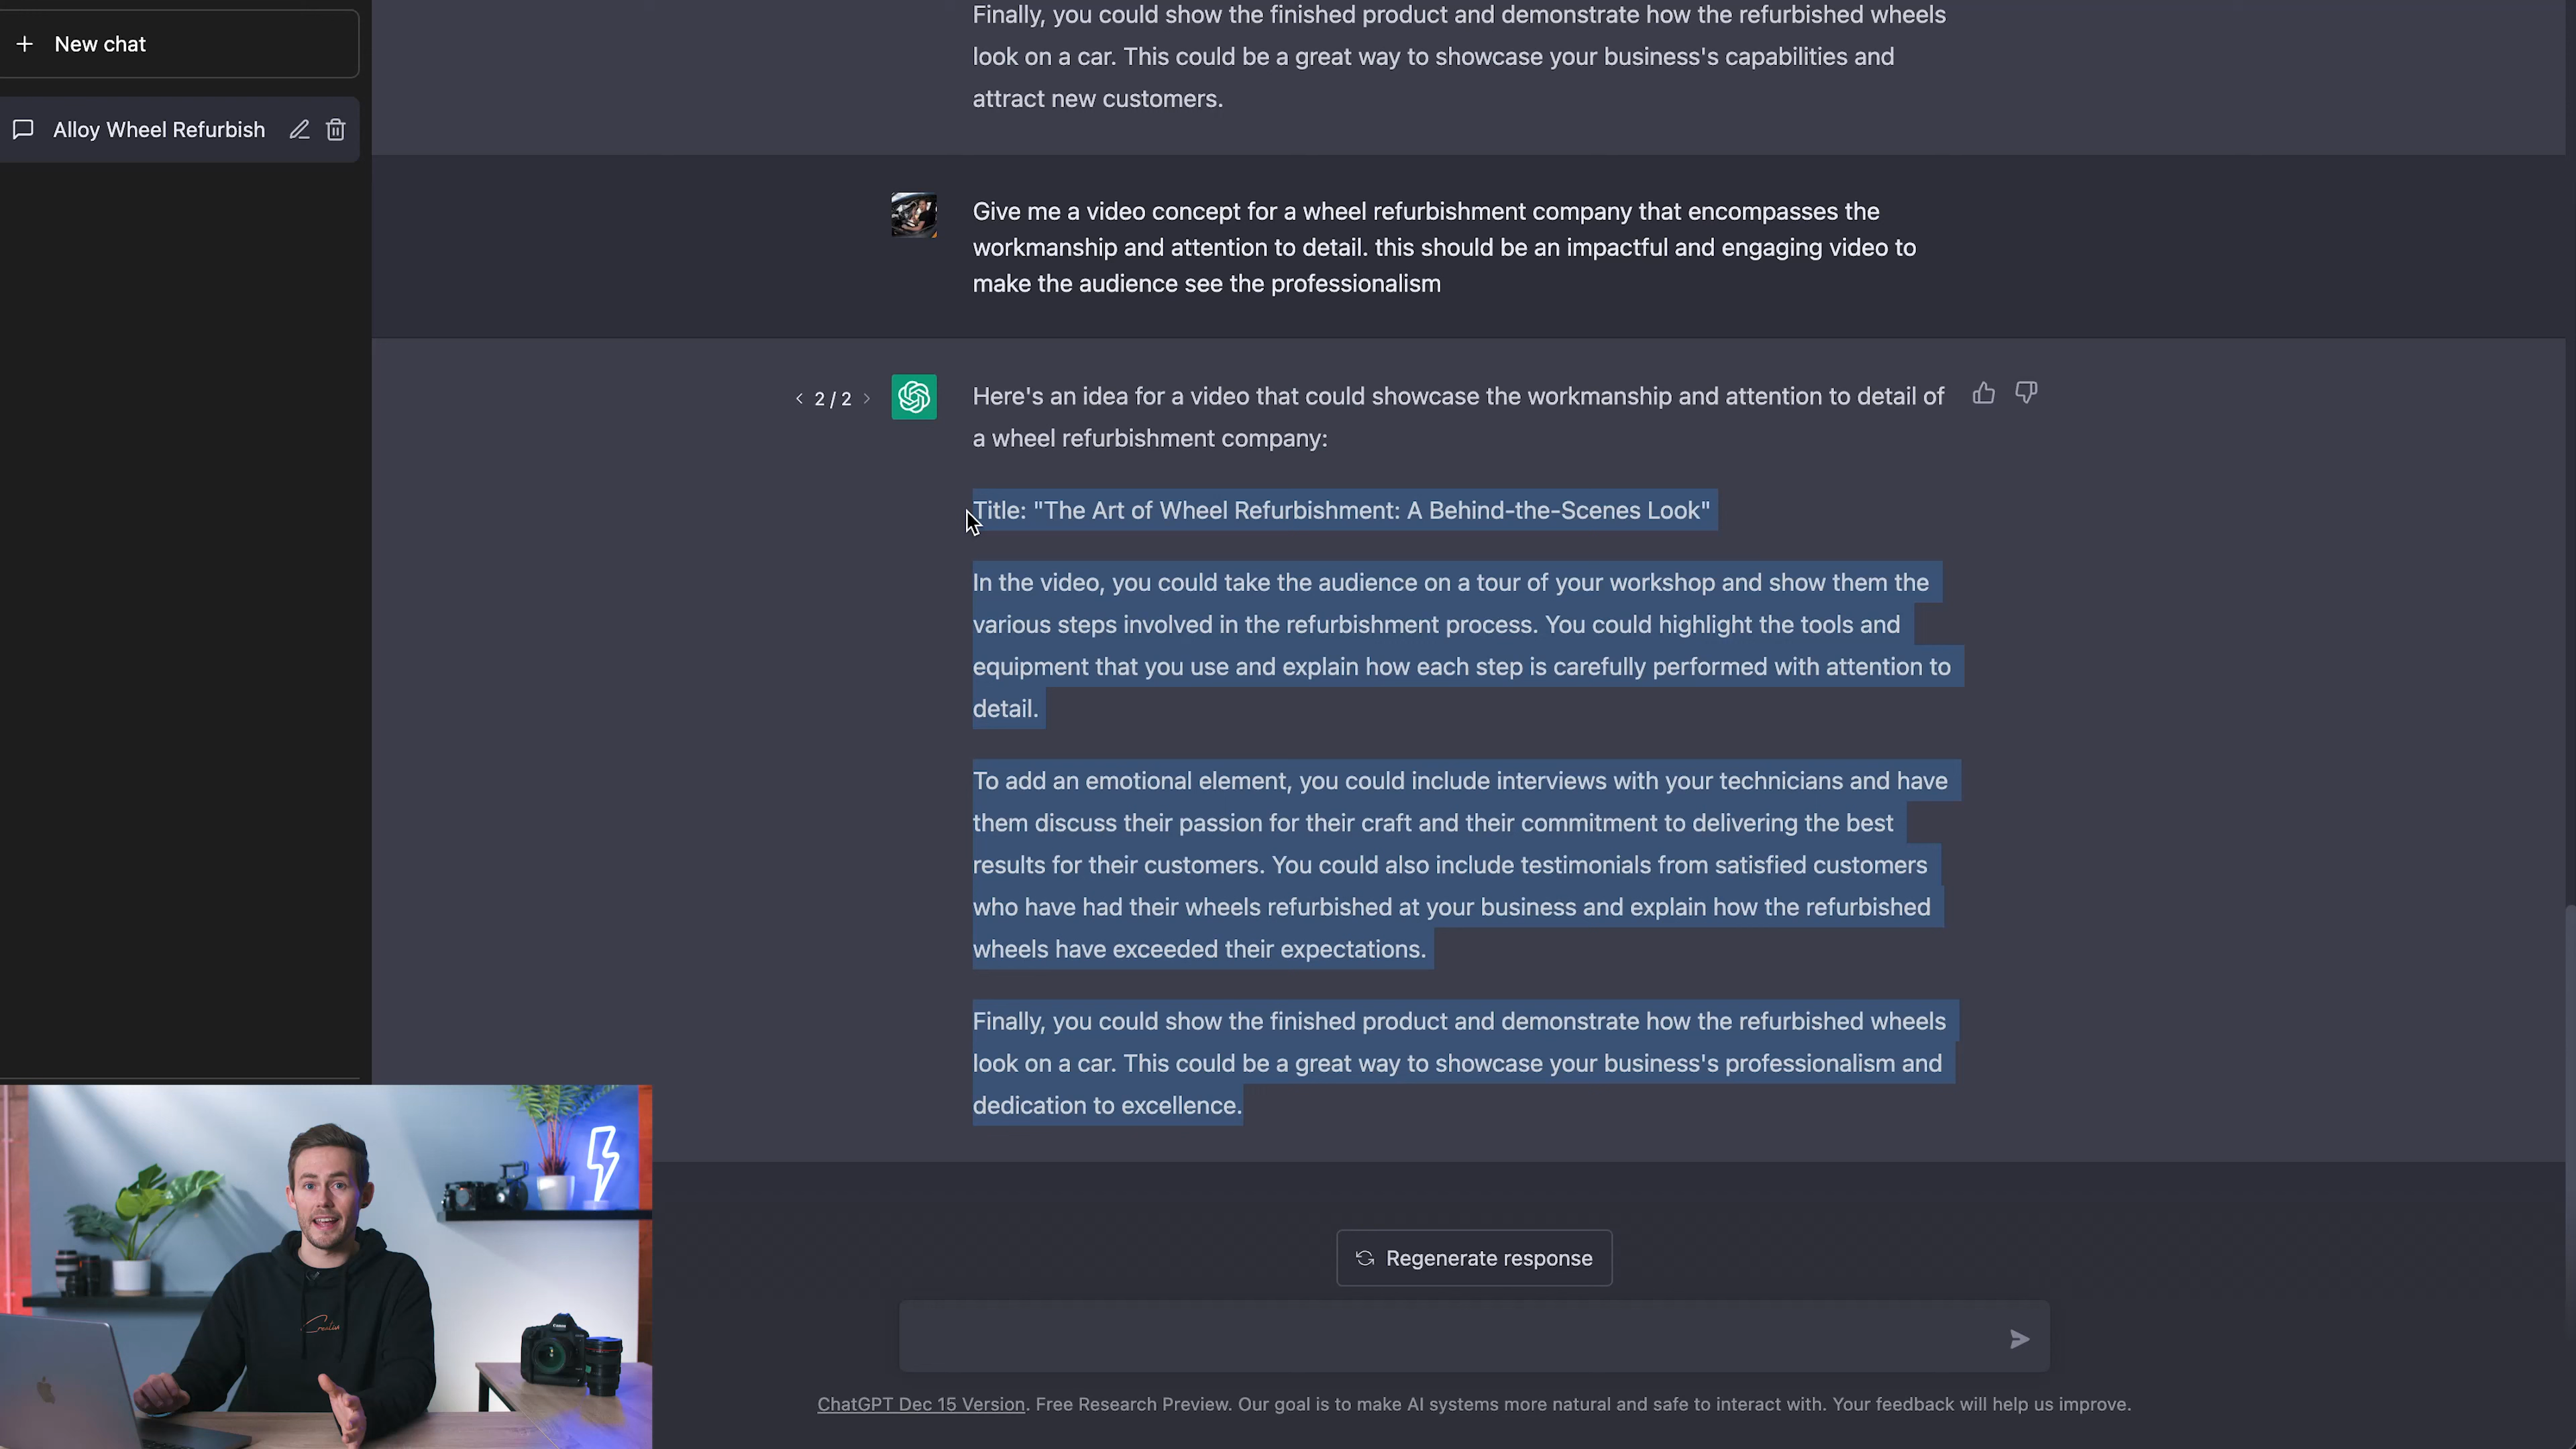 New chat
Alloy Wheel Refurbish
Finally, you could show the finished product and demonstrate how the refurbished wheels
look on a car. This could be a great way to showcase your business's capabilities and
attract new customers.
Give me a video concept for a wheel refurbishment company that encompasses the
workmanship and attention to detail. this should be an impactful and engaging video to
make the audience see the professionalism
2 / 2
Here's an idea for a video that could showcase the workmanship and attention to detail of
a wheel refurbishment company:
Title: "The Art of Wheel Refurbishment: A Behind-the-Scenes Look"
In the video, you could take the audience on a tour of your workshop and show them the
various steps involved in the refurbishment process. You could highlight the tools and
equipment that you use and explain how each step is carefully performed with attention to
detail.
To add an emotional element, you could include interviews with your technicians and have
them discuss their passion for their craft and their commitment to delivering the best
results for their customers. You could also include testimonials from satisfied customers
who have had their wheels refurbished at your business and explain how the refurbished
wheels have exceeded their expectations.
Finally, you could show the finished product and demonstrate how the refurbished wheels
look on a car. This could be a great way to showcase your business's professionalism and
dedication to excellence.
Regenerate response
ChatGPT Dec 15 Version. Free Research Preview. Our goal is to make AI systems more natural and safe to interact with. Your feedback will help us improve.